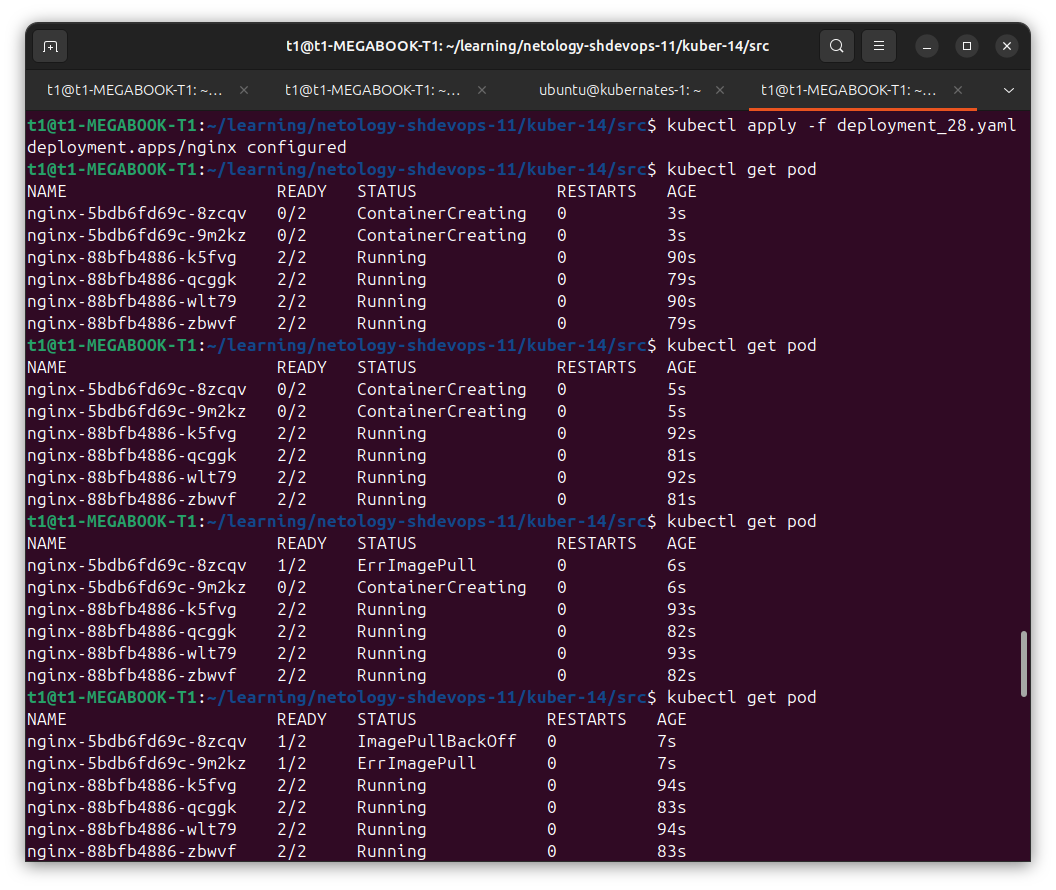 t1@t1-MEGABOOK-T1: ~/learning/netology-shdevops-11/kuber-14/src
t1@t1-MEGABOOK-T1: ~... × t1@t1-MEGABOOK-T1: ~... × ubuntu@kubernates-1: ~ × t1@t1-MEGABOOK-T1: ~... ×
t1@t1-MEGABOOK-T1:~/learning/netology-shdevops-11/kuber-14/src$ kubectl apply -f deployment_28.yaml
deployment.apps/nginx configured
t1@t1-MEGABOOK-T1:~/learning/netology-shdevops-11/kuber-14/src$ kubectl get pod
NAME READY STATUS RESTARTS AGE
nginx-5bdb6fd69c-8zcqv 0/2 ContainerCreating 0 3s
nginx-5bdb6fd69c-9m2kz 0/2 ContainerCreating 0 3s
nginx-88bfb4886-k5fvg 2/2 Running 0 90s
nginx-88bfb4886-qcggk 2/2 Running 0 79s
nginx-88bfb4886-wlt79 2/2 Running 0 90s
nginx-88bfb4886-zbwvf 2/2 Running 0 79s
t1@t1-MEGABOOK-T1:~/learning/netology-shdevops-11/kuber-14/src$ kubectl get pod
NAME READY STATUS RESTARTS AGE
nginx-5bdb6fd69c-8zcqv 0/2 ContainerCreating 0 5s
nginx-5bdb6fd69c-9m2kz 0/2 ContainerCreating 0 5s
nginx-88bfb4886-k5fvg 2/2 Running 0 92s
nginx-88bfb4886-qcggk 2/2 Running 0 81s
nginx-88bfb4886-wlt79 2/2 Running 0 92s
nginx-88bfb4886-zbwvf 2/2 Running 0 81s
t1@t1-MEGABOOK-T1:~/learning/netology-shdevops-11/kuber-14/src$ kubectl get pod
NAME READY STATUS RESTARTS AGE
nginx-5bdb6fd69c-8zcqv 1/2 ErrImagePull 0 6s
nginx-5bdb6fd69c-9m2kz 0/2 ContainerCreating 0 6s
nginx-88bfb4886-k5fvg 2/2 Running 0 93s
nginx-88bfb4886-qcggk 2/2 Running 0 82s
nginx-88bfb4886-wlt79 2/2 Running 0 93s
nginx-88bfb4886-zbwvf 2/2 Running 0 82s
t1@t1-MEGABOOK-T1:~/learning/netology-shdevops-11/kuber-14/src$ kubectl get pod
NAME READY STATUS RESTARTS AGE
nginx-5bdb6fd69c-8zcqv 1/2 ImagePullBackOff 0 7s
nginx-5bdb6fd69c-9m2kz 1/2 ErrImagePull 0 7s
nginx-88bfb4886-k5fvg 2/2 Running 0 94s
nginx-88bfb4886-qcggk 2/2 Running 0 83s
nginx-88bfb4886-wlt79 2/2 Running 0 94s
nginx-88bfb4886-zbwvf 2/2 Running 0 83s